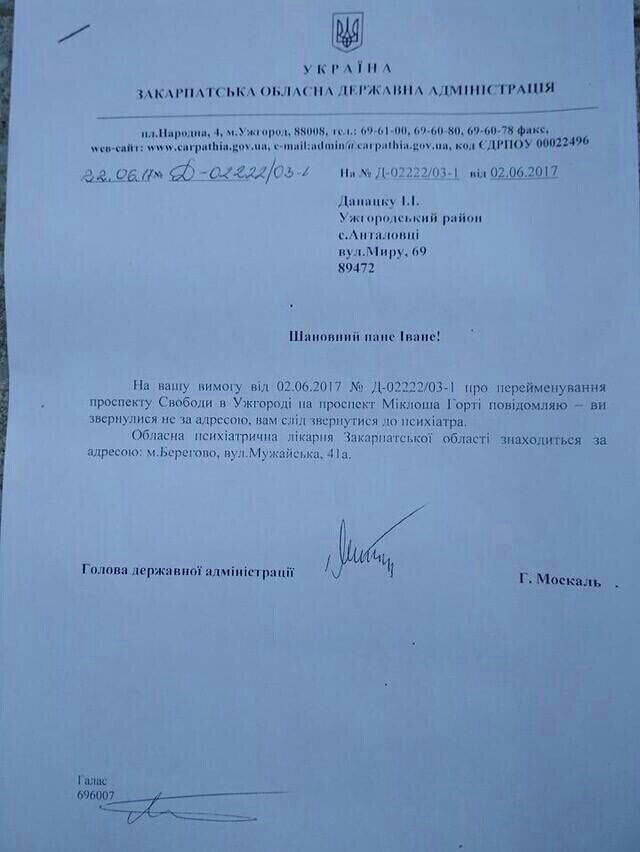 УКРАЇНА
ЗАКАРПАТСЬКА ОБЛАСНА ДЕРЖАВНА АДМІНІСТРАЦІЯ
пл.Народна, 4, м.Ужгород, 88008, тел.: 69-61-00, 69-60-80, 69-60-78 факс,
web-сайт: www.carpathia.gov.ua, e-mail:admin@carpathia.gov.ua, код ЄДРПОУ 00022496
22.06.17 № Д-02222/03-1 На № Д-02222/03-1 від 02.06.2017
Данацку І.І.
Ужгородський район
с.Анталовці
вул.Миру, 69
89472
Шановний пане Іване!
На вашу вимогу від 02.06.2017 № Д-02222/03-1 про перейменування
проспекту Свободи в Ужгороді на проспект Міклоша Горті повідомляю – ви
звернулися не за адресою, вам слід звернутися до психіатра.
Обласна психіатрична лікарня Закарпатської області знаходиться за
адресою: м.Берегово, вул.Мужайська, 41а.
Голова державної адміністрації
Г. Москаль
Галас
696007